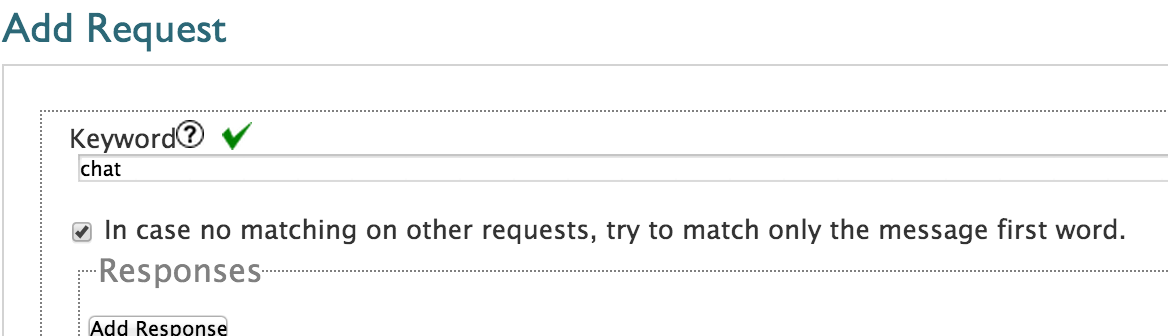 Add Request
Keyword?
chat
In case no matching on other requests, try to match only the message first word.
Responses
Add Response